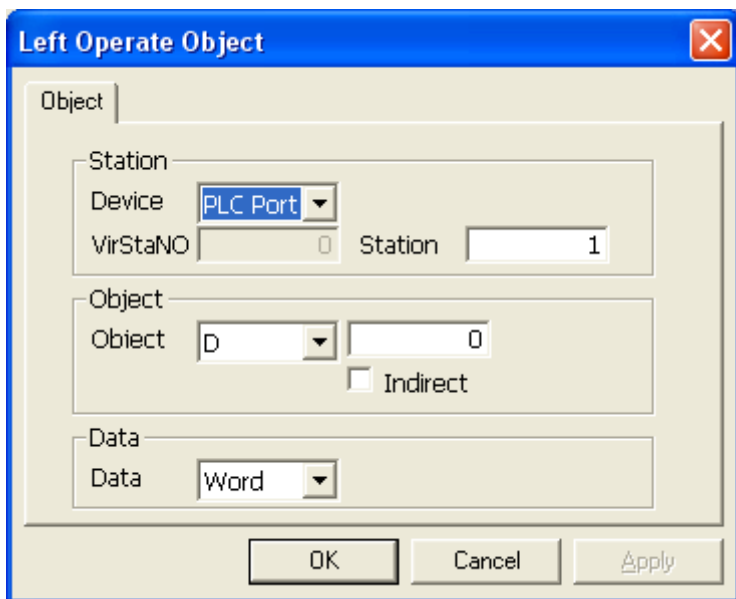 Left Operate Object
Object
Station
Device PLC Port
VirStaNO 0 Station 1
Object
Obiect D 0
Indirect
Data
Data Word
OK Cancel Apply